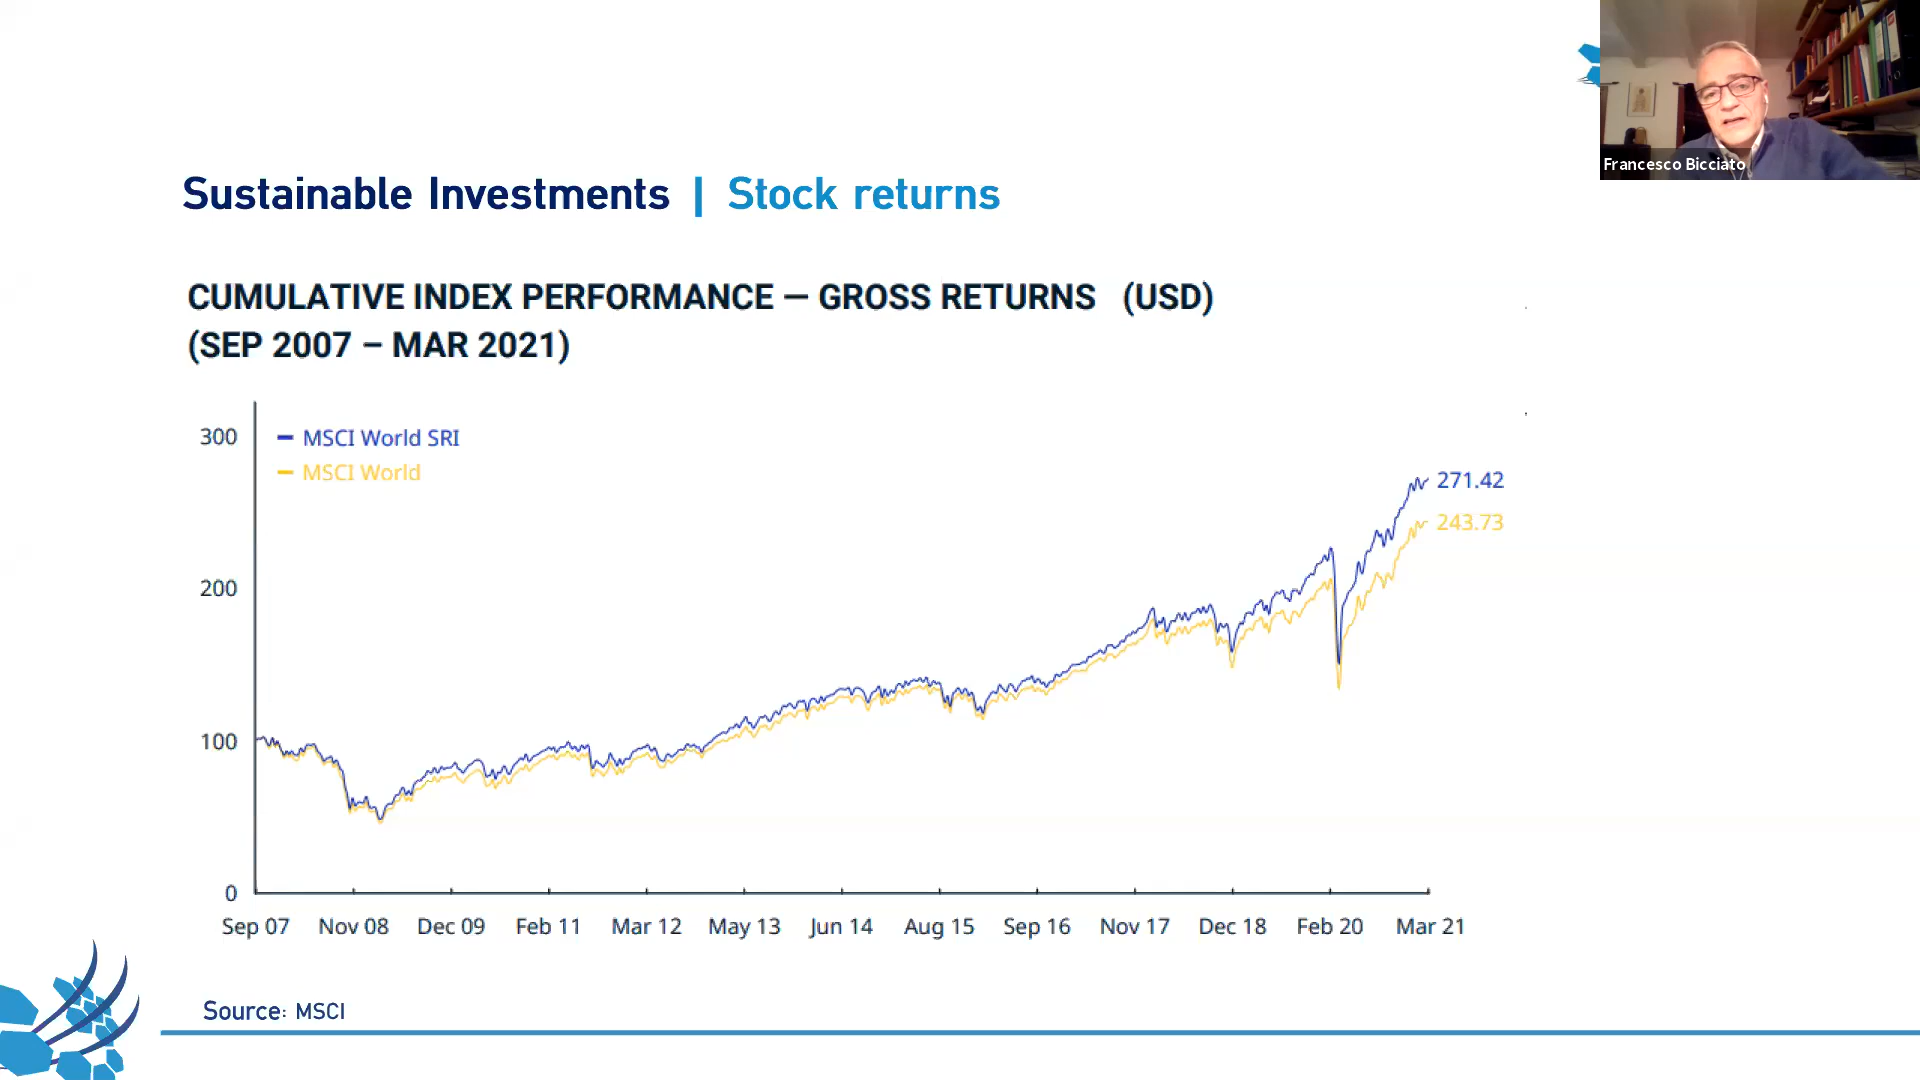 Francesco Bicciato
Sustainable Investments | Stock returns
CUMULATIVE INDEX PERFORMANCE — GROSS RETURNS (USD)
(SEP 2007 – MAR 2021)
300
MSCI World SRI
MSCI World
271.42
243.73
200
100
0
Sep 07 Nov 08 Dec 09 Feb 11 Mar 12 May 13 Jun 14 Aug 15 Sep 16 Nov 17 Dec 18 Feb 20 Mar 21
Source: MSCI